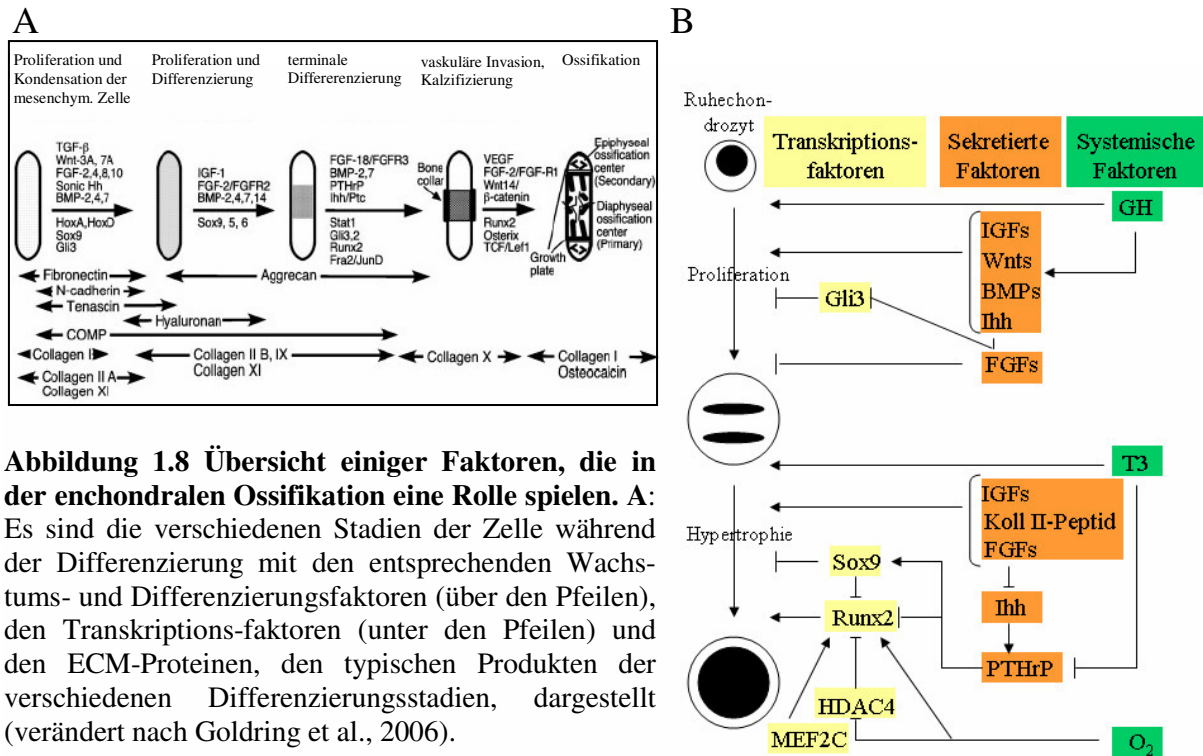 A
Proliferation und
Kondensation der
mesenchym. Zelle
Proliferation und
Differenzierung
terminale
Differerenzierung
vaskuläre Invasion,
Kalzifizierung
Ossifikation
TGF-β
Wnt-3A, 7A
FGF-2,4,8,10
Sonic Hh
BMP-2,4,7
HoxA,HoxD
Sox9
Gli3
IGF-1
FGF-2/FGFR2
BMP-2,4,7,14
Sox9, 5, 6
FGF-18/FGFR3
BMP-2,7
PTHrP
Ihh/Ptc
Stat1
Gli3,2
Runx2
Fra2/JunD
Bone
collar
VEGF
FGF-2/FGF-R1
Wnt14/
β-catenin
Runx2
Osterix
TCF/Lef1
Epiphyseal
ossification
center
(Secondary)
Diaphyseal
ossification
center
(Primary)
Growth
plate
Fibronectin
N-cadherin
Tenascin
Aggrecan
Hyaluronan
COMP
Collagen I
Collagen II A
Collagen XI
Collagen II B, IX
Collagen XI
Collagen X
Collagen I
Osteocalcin
Abbildung 1.8 Übersicht einiger Faktoren, die in
der enchondralen Ossifikation eine Rolle spielen. A:
Es sind die verschiedenen Stadien der Zelle während
der Differenzierung mit den entsprechenden Wachs-
tums- und Differenzierungsfaktoren (über den Pfeilen),
den Transkriptions-faktoren (unter den Pfeilen) und
den ECM-Proteinen, den typischen Produkten der
verschiedenen Differenzierungsstadien, dargestellt
(verändert nach Goldring et al., 2006).
B
Ruhechon-
drozyt
Transkriptions-
faktoren
Sekretierte
Faktoren
Systemische
Faktoren
GH
IGFs
Wnts
BMPs
Ihh
Proliferation
Gli3
FGFs
T3
IGFs
Koll II-Peptid
FGFs
Hypertrophie
Sox9
Ihh
Runx2
PTHrP
HDAC4
MEF2C
O2